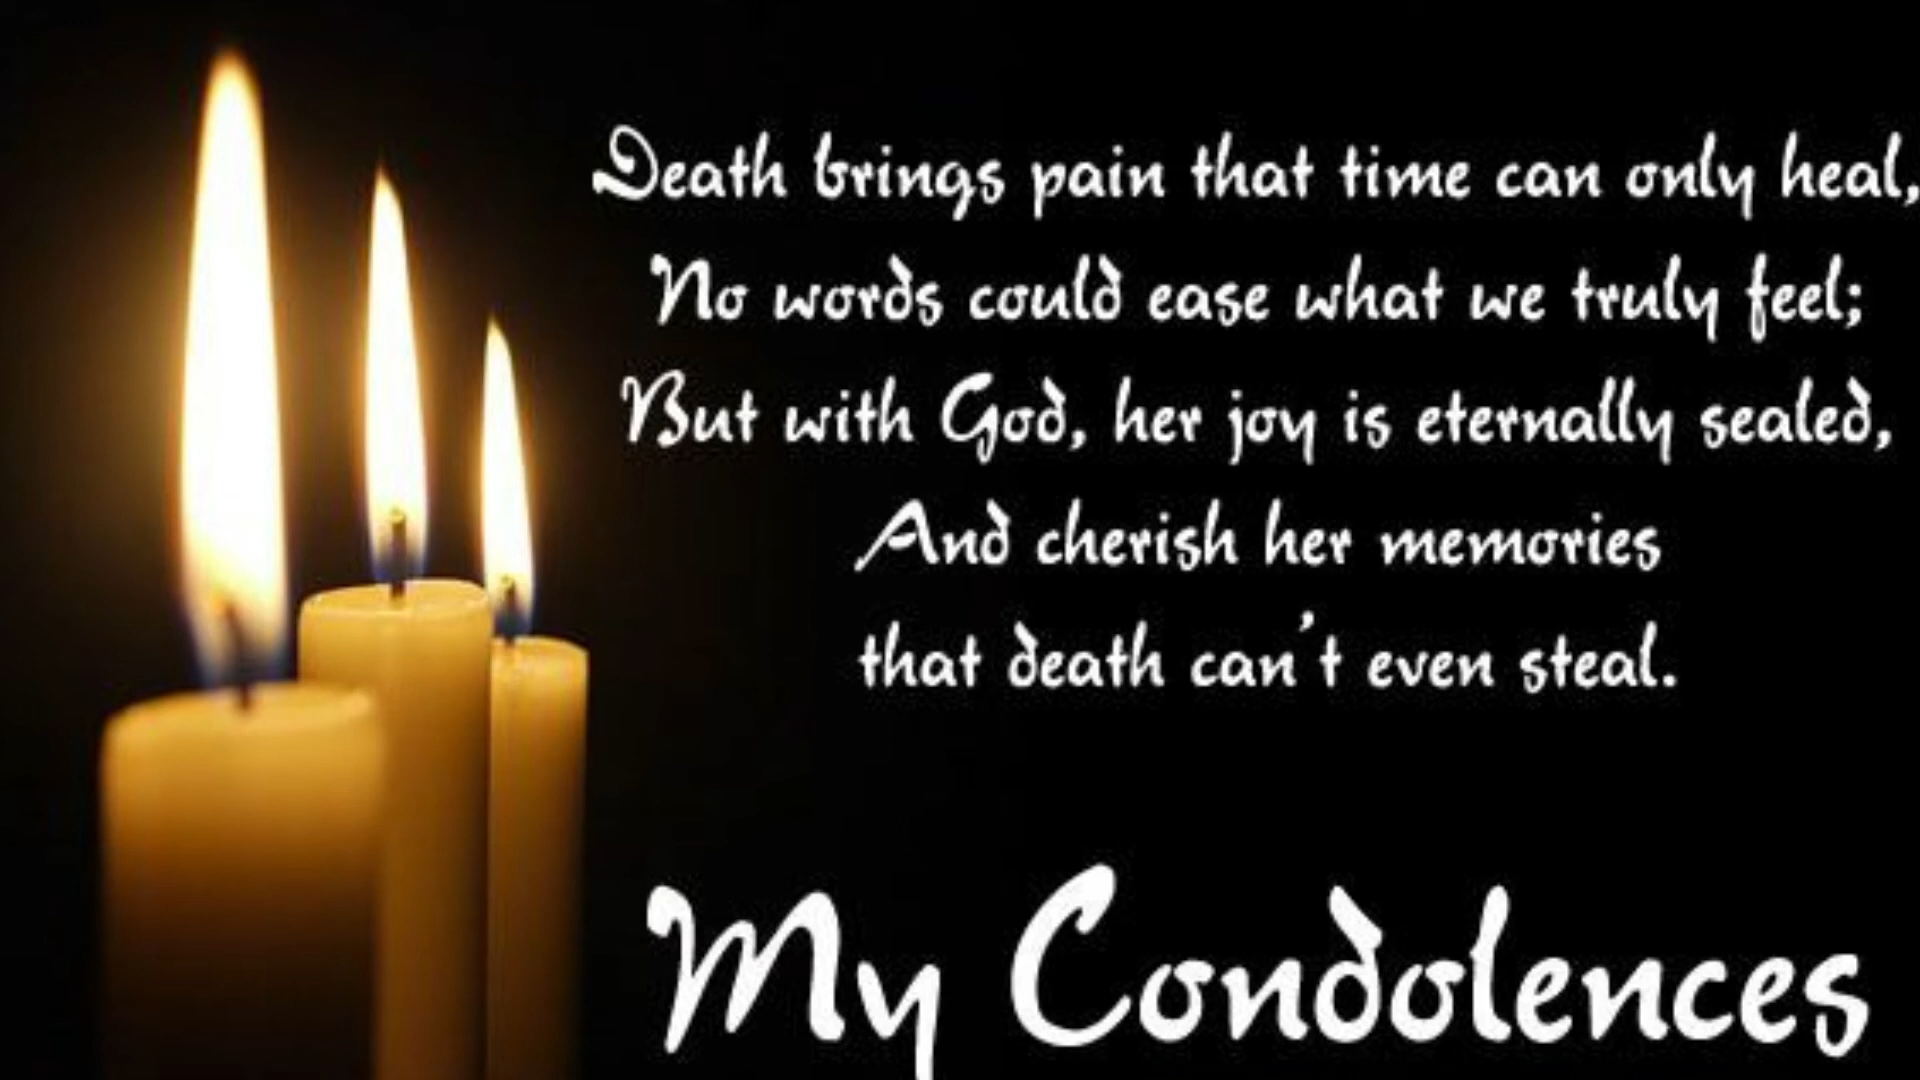 Death brings pain that time can only heal,
No words could ease what we truly feel;
But with God, her joy is eternally sealed,
And cherish her memories
that death can't even steal.
My Condolences